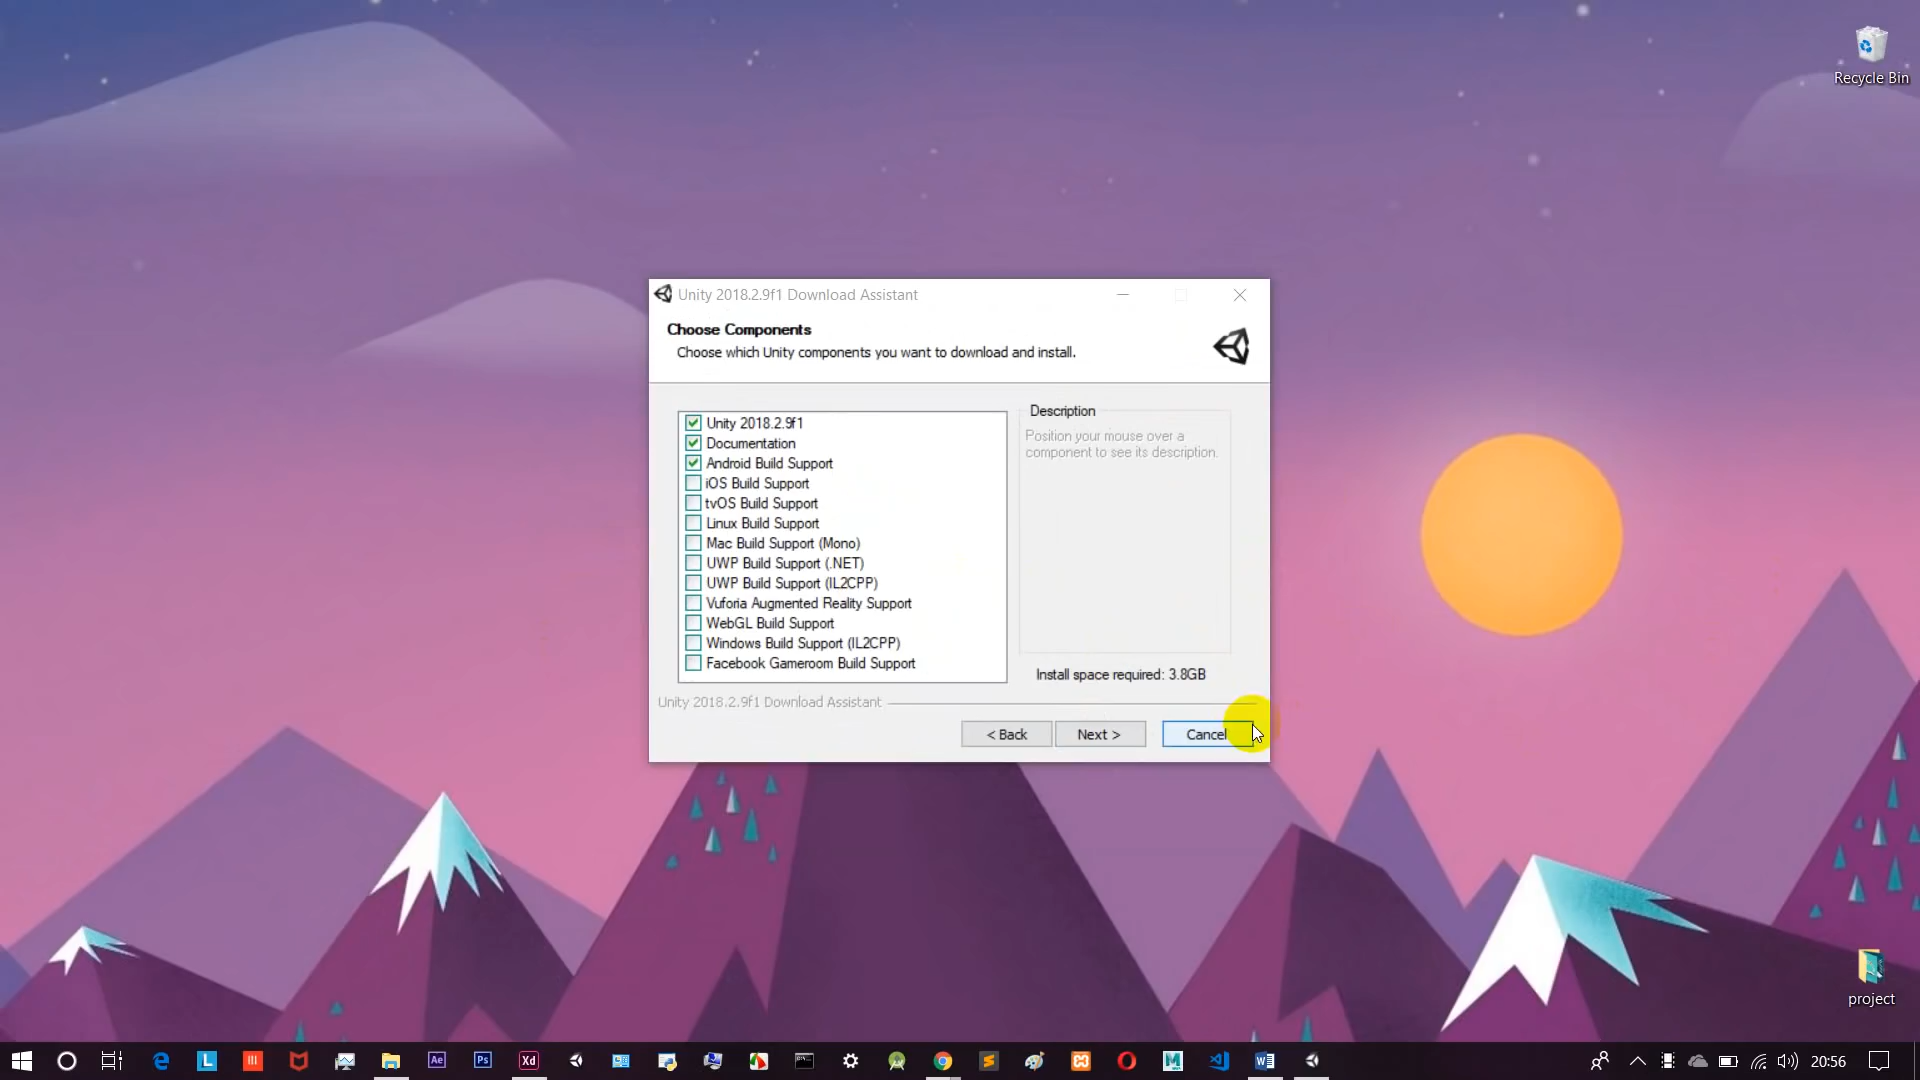 Recycle Bin
Unity 2018.2.9f1 Download Assistant
Choose Components
Choose which Unity components you want to download and install.
Unity 2018.2.9f1
Documentation
Android Build Support
iOS Build Support
tvOS Build Support
Linux Build Support
Mac Build Support (Mono)
UWP Build Support (.NET)
UWP Build Support (IL2CPP)
Vuforia Augmented Reality Support
WebGL Build Support
Windows Build Support (IL2CPP)
Facebook Gameroom Build Support
Description
Position your mouse over a
component to see its description.
Install space required: 3.8GB
Unity 2018.2.9f1 Download Assistant
< Back
Next >
Cancel
project
L
Ae
Ps
Xd
20:56